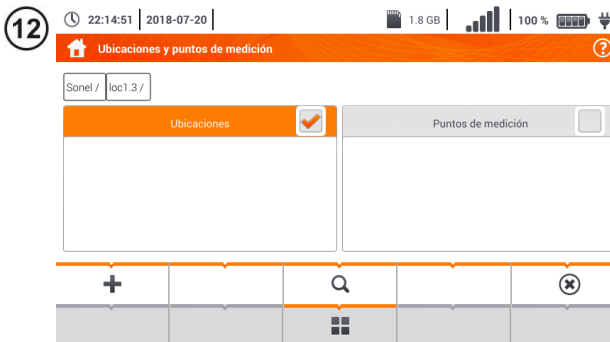 12
22:14:51 2018-07-20 1.8 GB 100 %
Ubicaciones y puntos de medición ?
Sonel / loc1.3 /
Ubicaciones Puntos de medición